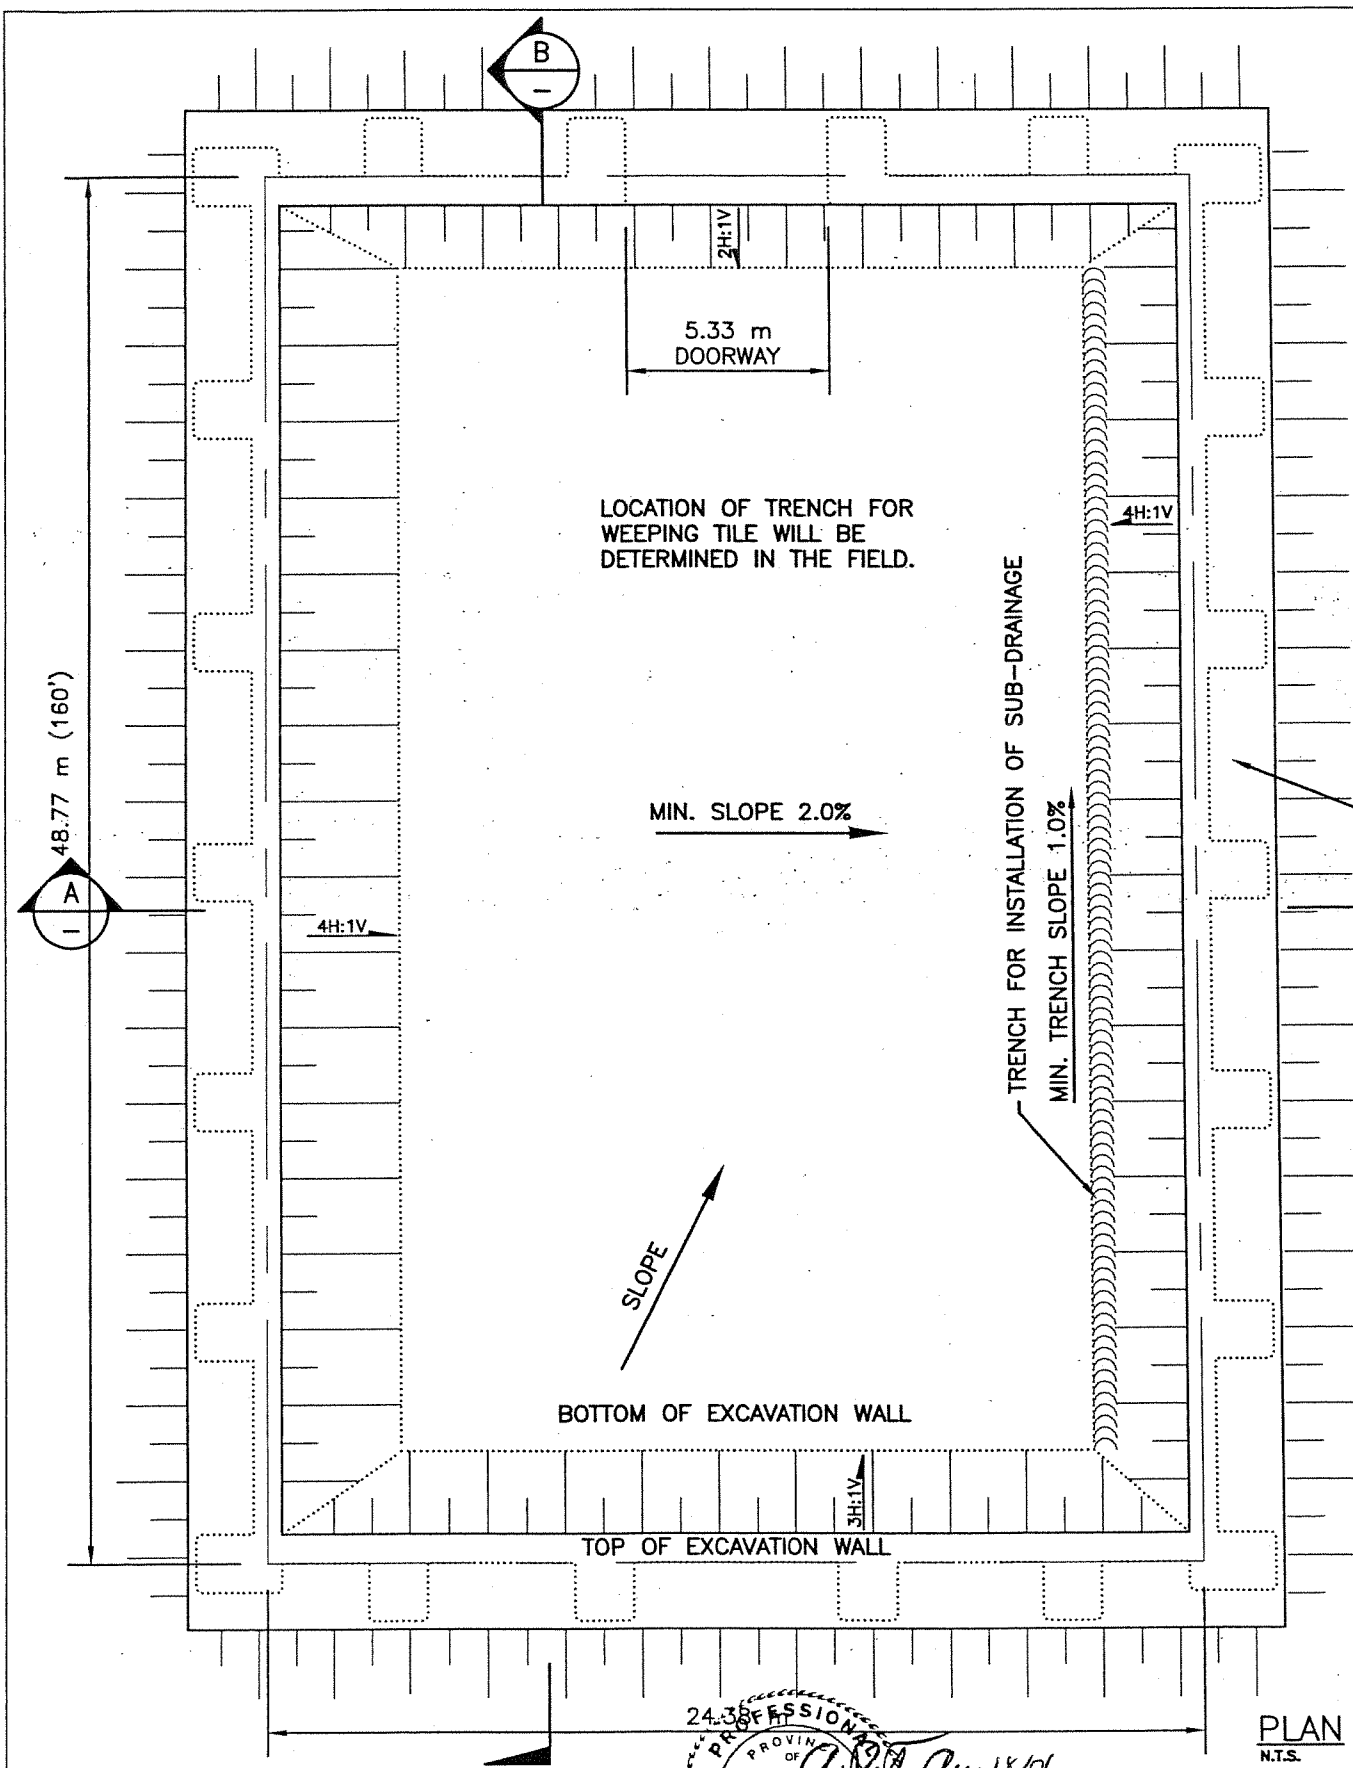 B
–
2H:1V
5.33 m
DOORWAY
LOCATION OF TRENCH FOR
WEEPING TILE WILL BE
DETERMINED IN THE FIELD.
4H:1V
TRENCH FOR INSTALLATION OF SUB-DRAINAGE
MIN. TRENCH SLOPE 1.0%
48.77 m (160')
MIN. SLOPE 2.0%
A
–
4H:1V
SLOPE
BOTTOM OF EXCAVATION WALL
3H:1V
TOP OF EXCAVATION WALL
24.38 m
PROFESSIONAL
OF
PLAN
N.T.S.